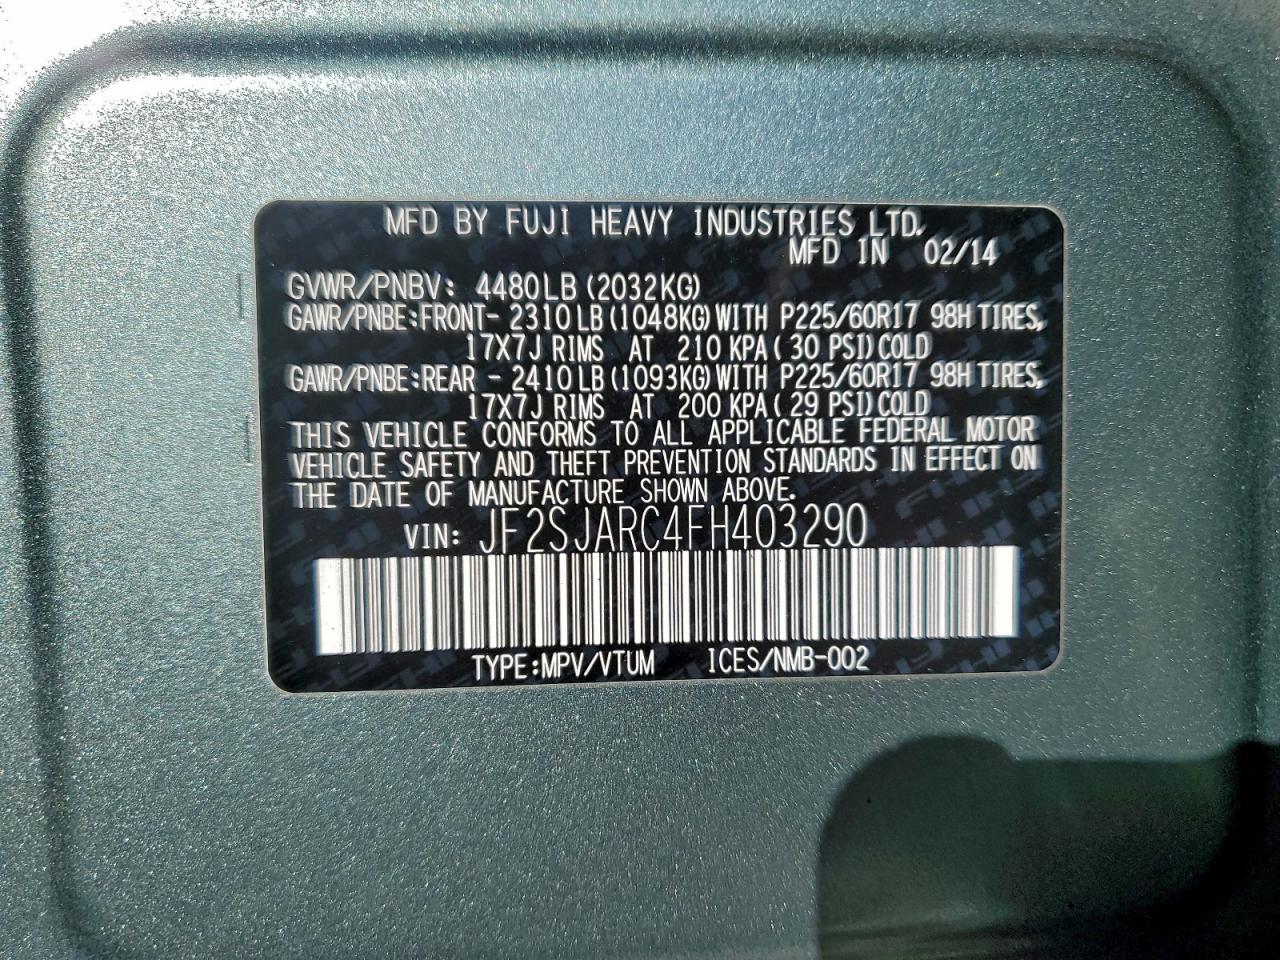 MFD BY FUJI HEAVY INDUSTRIES LTD.
MFD IN 02/14
GVWR/PNBV: 4480LB (2032KG)
GAWR/PNBE:FRONT- 2310LB(1048KG)WITH P225/60R17 98H TIRES,
17X7J RIMS AT 210 KPA(30 PSI)COLD
GAWR/PNBE:REAR - 2410LB(1093KG)WITH P225/60R17 98H TIRES,
17X7J RIMS AT 200 KPA(29 PSI)COLD
THIS VEHICLE CONFORMS TO ALL APPLICABLE FEDERAL MOTOR
VEHICLE SAFETY AND THEFT PREVENTION STANDARDS IN EFFECT ON
THE DATE OF MANUFACTURE SHOWN ABOVE.
VIN: JF2SJARC4FH403290
TYPE:MPV/VTUM ICES/NMB-002